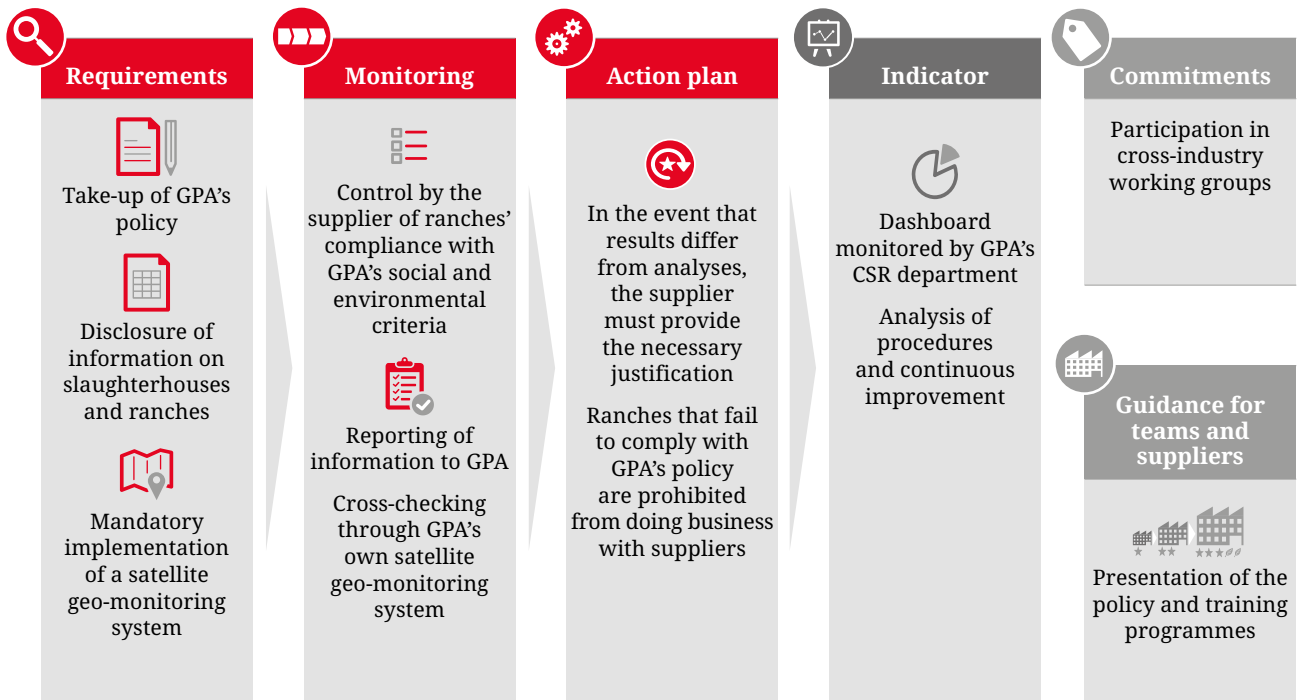 Requirements
Take-up of GPA’s
policy
Disclosure of
information on
slaughterhouses
and ranches
Mandatory
implementation
of a satellite
geo-monitoring
system
Monitoring
Control by the
supplier of ranches’
compliance with
GPA’s social and
environmental
criteria
Reporting of
information to GPA
Cross-checking
through GPA’s
own satellite
geo-monitoring
system
Action plan
In the event that
results differ
from analyses,
the supplier
must provide
the necessary
justification
Ranches that fail
to comply with
GPA’s policy
are prohibited
from doing business
with suppliers
Indicator
Dashboard
monitored by GPA’s
CSR department
Analysis of
procedures
and continuous
improvement
Commitments
Participation in
cross-industry
working groups
Guidance for
teams and
suppliers
Presentation of the
policy and training
programmes